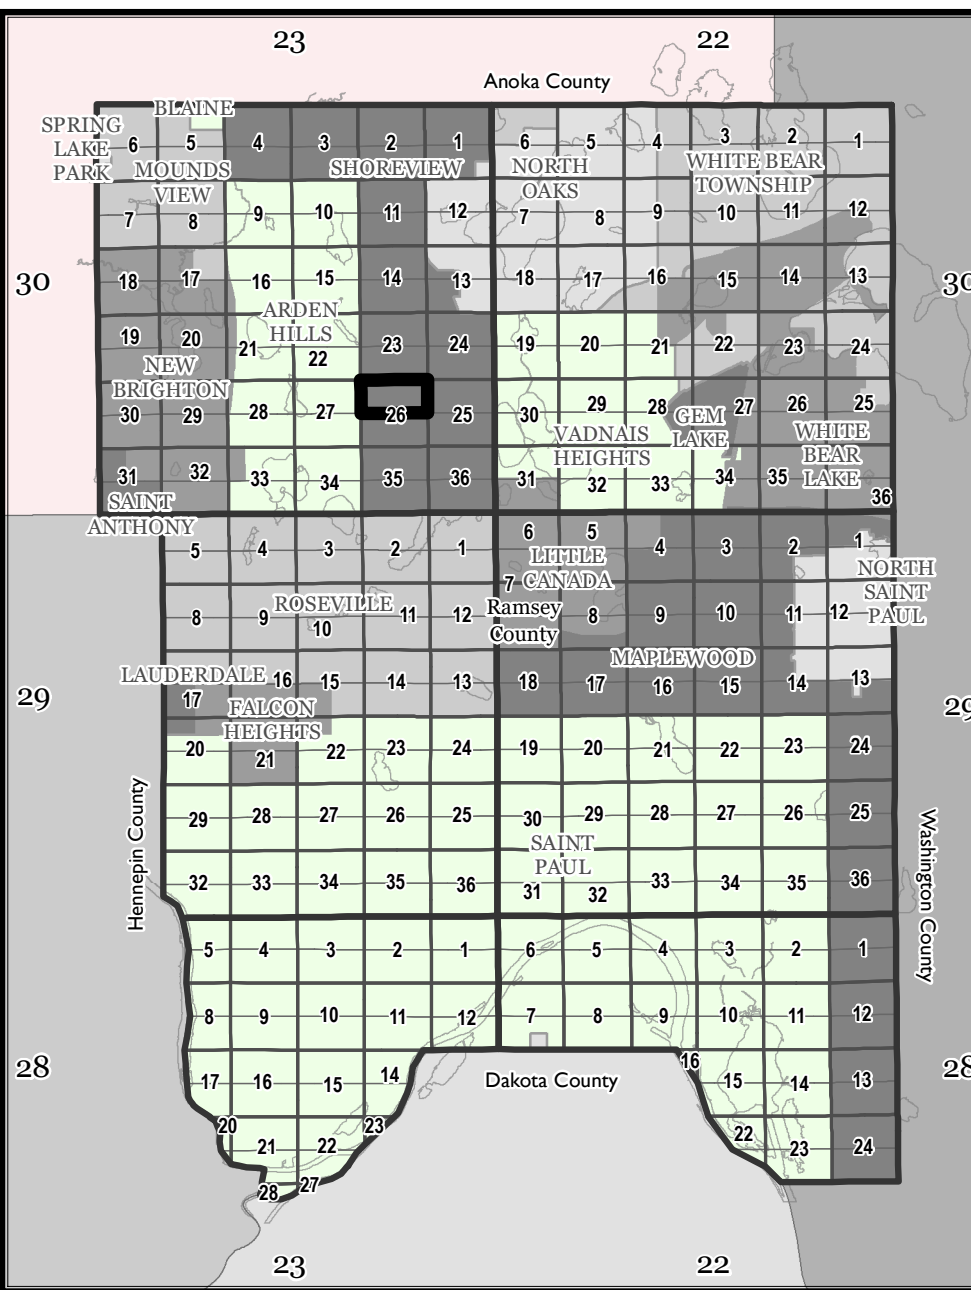 23 22
Anoka County
BLAINE
SPRING
LAKE
PARK
6 5 4 3 2 1 6 5 4 3 2 1
MOUNDS
VIEW
SHOREVIEW
NORTH
OAKS
WHITE BEAR
TOWNSHIP
7 8 9 10 11 12 7 8 9 10 11 12
30 18 17 16 15 14 13 18 17 16 15 14 13 30
ARDEN
HILLS
19 20 21 22 23 24 19 20 21 22 23 24
NEW
BRIGHTON
30 29 28 27 26 25 30 29 28 27 26 25
GEM
LAKE
VADNAIS
HEIGHTS
WHITE
BEAR
LAKE
31 32 33 34 35 36 31 32 33 34 35 36
SAINT
ANTHONY
5 4 3 2 1 6 5 4 3 2 1
LITTLE
CANADA
NORTH
SAINT
PAUL
8 9 10 11 12 7 8 9 10 11 12
ROSEVILLE
Ramsey
County
MAPLEWOOD
LAUDERDALE
29 17 16 15 14 13 18 17 16 15 14 13 29
FALCON
HEIGHTS
20 21 22 23 24 19 20 21 22 23 24
29 28 27 26 25 30 29 28 27 26 25
Hennepin County
Washington County
SAINT
PAUL
32 33 34 35 36 31 32 33 34 35 36
5 4 3 2 1 6 5 4 3 2 1
8 9 10 11 12 7 8 9 10 11 12
28 17 16 15 14 16 15 14 13 28
Dakota County
20 21 22 23 22 23 24
28 27
23 22